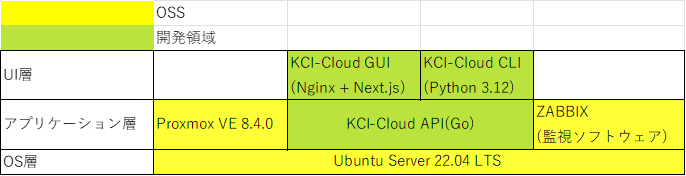 OSS
開発領域
UI層
KCI-Cloud GUI
(Nginx + Next.js)
KCI-Cloud CLI
(Python 3.12)
アプリケーション層
Proxmox VE 8.4.0
KCI-Cloud API(Go)
ZABBIX
(監視ソフトウェア)
OS層
Ubuntu Server 22.04 LTS